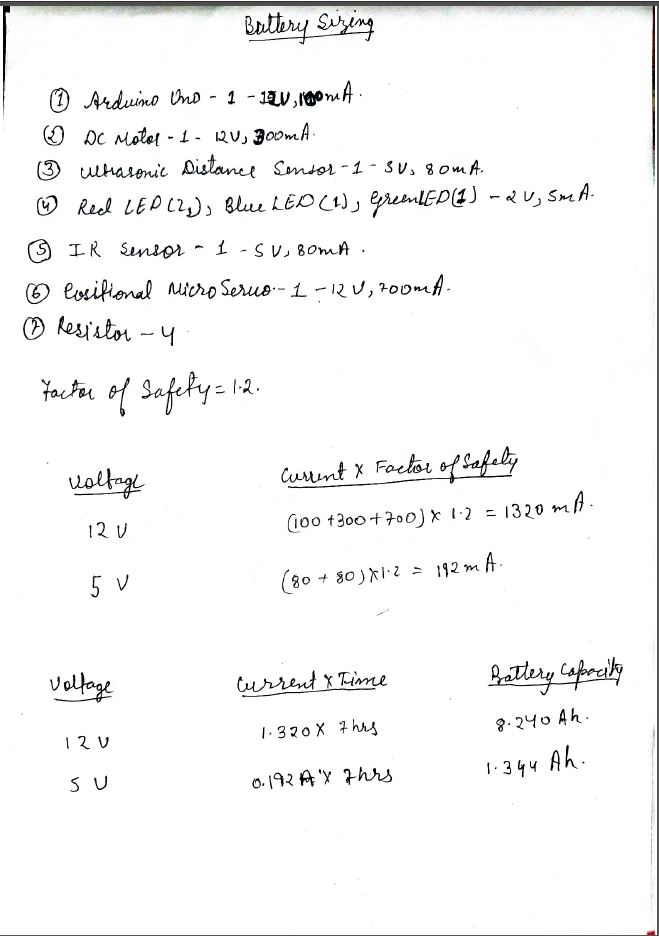 Battery Sizing
① Arduino Uno - 1 - 12V, 100mA.
② DC Motor - 1 - 12V, 300mA.
③ Ultrasonic Distance Sensor - 1 - 5V, 80mA.
④ Red LED (2), Blue LED (1), Green LED (1) - 2V, 5mA.
⑤ IR Sensor - 1 - 5V, 80mA.
⑥ Positional Micro Servo - 1 - 12V, 700mA.
⑦ Resistor - 4
Factor of Safety = 1.2.
Voltage Current X Factor of Safety
12 V (100 + 300 + 700) X 1.2 = 1320 mA.
5 V (80 + 80) X 1.2 = 192 mA.
Voltage Current X Time Battery Capacity
12 V 1.320 X 7 hrs 8.240 Ah.
5 V 0.192 A X 7hrs 1.344 Ah.